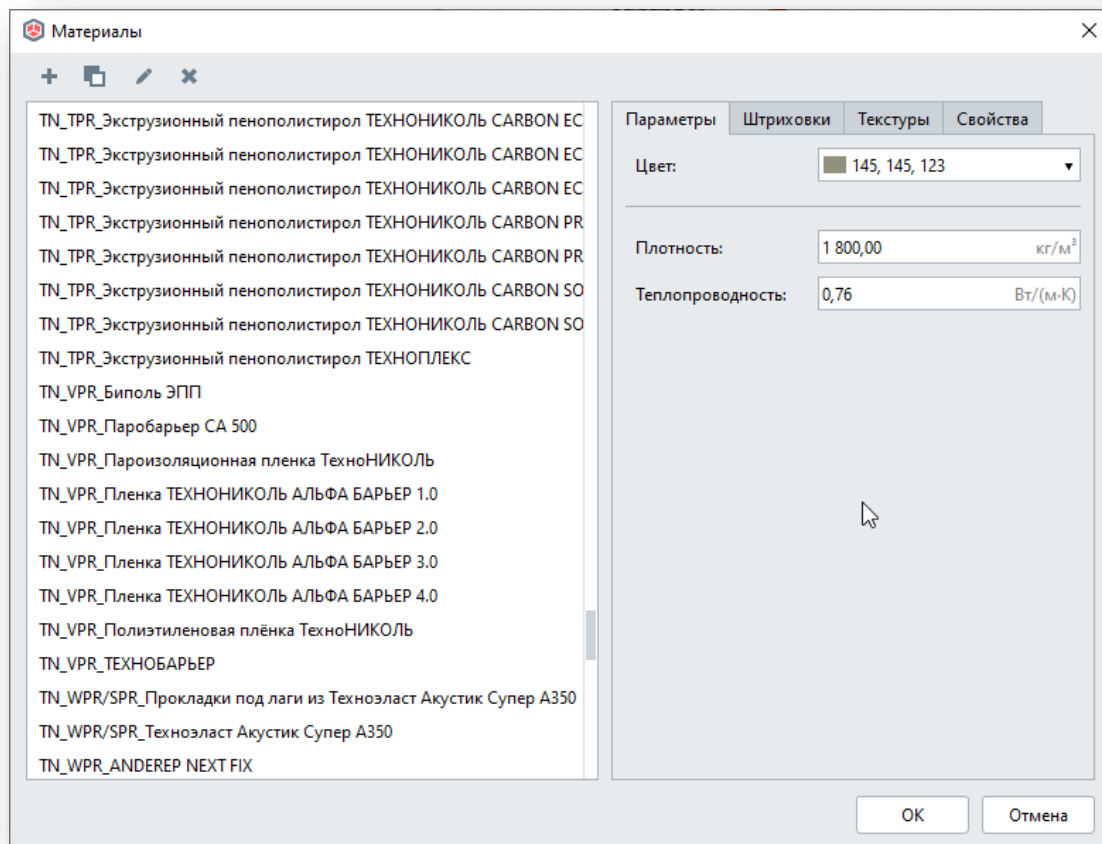 Материалы
TN_TPR_Экструзионный пенополистирол ТЕХНОНИКОЛЬ CARBON EC
TN_TPR_Экструзионный пенополистирол ТЕХНОНИКОЛЬ CARBON EC
TN_TPR_Экструзионный пенополистирол ТЕХНОНИКОЛЬ CARBON EC
TN_TPR_Экструзионный пенополистирол ТЕХНОНИКОЛЬ CARBON PR
TN_TPR_Экструзионный пенополистирол ТЕХНОНИКОЛЬ CARBON PR
TN_TPR_Экструзионный пенополистирол ТЕХНОНИКОЛЬ CARBON SO
TN_TPR_Экструзионный пенополистирол ТЕХНОНИКОЛЬ CARBON SO
TN_TPR_Экструзионный пенополистирол ТЕХНОПЛЕКС
TN_VPR_Биполь ЭПП
TN_VPR_Паробарьер СА 500
TN_VPR_Пароизоляционная пленка ТехноНИКОЛЬ
TN_VPR_Пленка ТЕХНОНИКОЛЬ АЛЬФА БАРЬЕР 1.0
TN_VPR_Пленка ТЕХНОНИКОЛЬ АЛЬФА БАРЬЕР 2.0
TN_VPR_Пленка ТЕХНОНИКОЛЬ АЛЬФА БАРЬЕР 3.0
TN_VPR_Пленка ТЕХНОНИКОЛЬ АЛЬФА БАРЬЕР 4.0
TN_VPR_Полиэтиленовая плёнка ТехноНИКОЛЬ
TN_VPR_ТЕХНОБАРЬЕР
TN_WPR/SPR_Прокладки под лаги из Техноэласт Акустик Супер А350
TN_WPR/SPR_Техноэласт Акустик Супер А350
TN_WPR_ANDEREP NEXT FIX
Параметры Штриховки Текстуры Свойства
Цвет: 145, 145, 123
Плотность: 1 800,00 кг/м³
Теплопроводность: 0,76 Вт/(м·К)
ОК Отмена